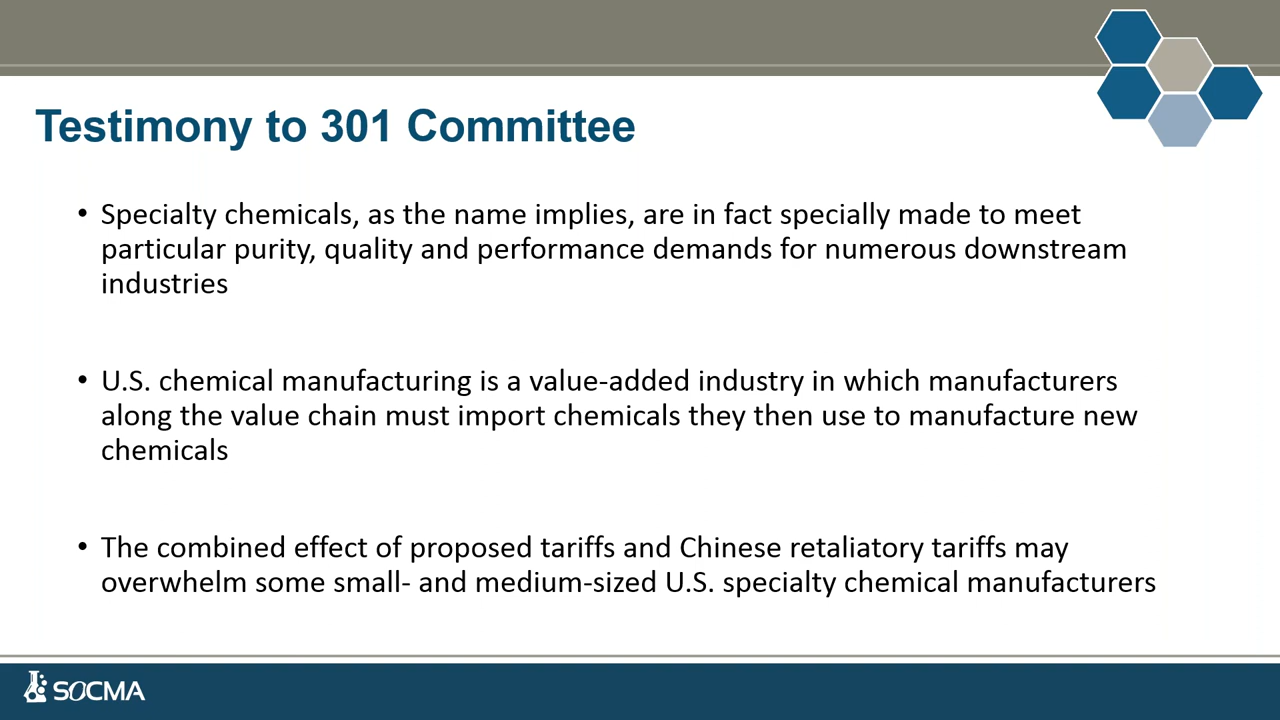 Testimony to 301 Committee
• Specialty chemicals, as the name implies, are in fact specially made to meet
particular purity, quality and performance demands for numerous downstream
industries
• U.S. chemical manufacturing is a value-added industry in which manufacturers
along the value chain must import chemicals they then use to manufacture new
chemicals
• The combined effect of proposed tariffs and Chinese retaliatory tariffs may
overwhelm some small- and medium-sized U.S. specialty chemical manufacturers
SOCMA